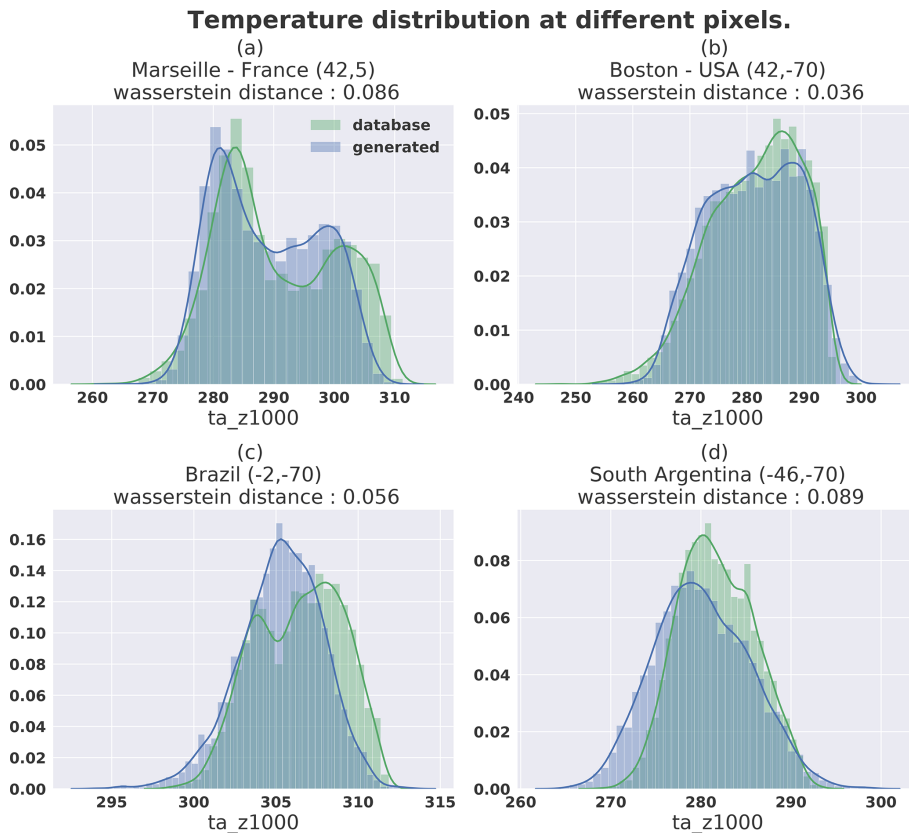 Temperature distribution at different pixels.
(a)
Marseille - France (42,5)
wasserstein distance : 0.086
database
generated
0.05
0.04
0.03
0.02
0.01
0.00
260 270 280 290 300 310
ta_z1000
(b)
Boston - USA (42,-70)
wasserstein distance : 0.036
0.05
0.04
0.03
0.02
0.01
0.00
240 250 260 270 280 290 300
ta_z1000
(c)
Brazil (-2,-70)
wasserstein distance : 0.056
0.16
0.14
0.12
0.10
0.08
0.06
0.04
0.02
0.00
295 300 305 310 315
ta_z1000
(d)
South Argentina (-46,-70)
wasserstein distance : 0.089
0.08
0.06
0.04
0.02
0.00
260 270 280 290 300
ta_z1000